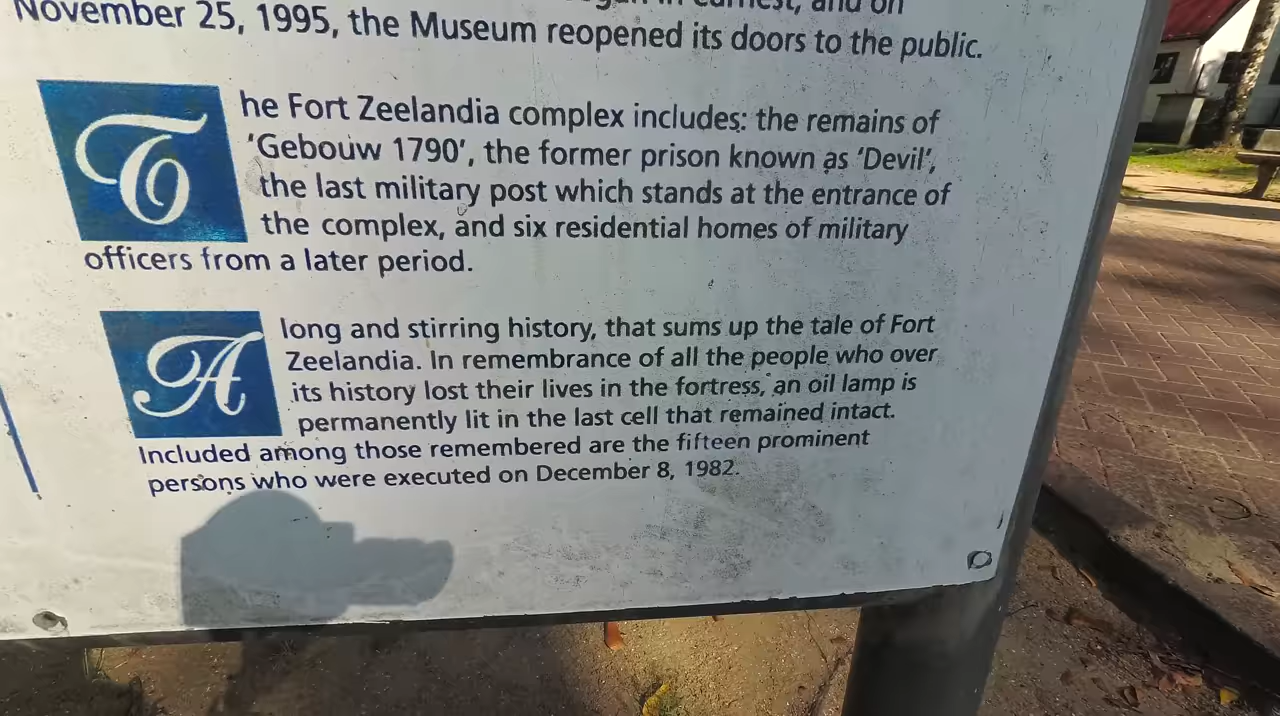 in earnest, and on
November 25, 1995, the Museum reopened its doors to the public.
The Fort Zeelandia complex includes: the remains of
‘Gebouw 1790’, the former prison known as ‘Devil’,
the last military post which stands at the entrance of
the complex, and six residential homes of military
officers from a later period.
A long and stirring history, that sums up the tale of Fort
Zeelandia. In remembrance of all the people who over
its history lost their lives in the fortress, an oil lamp is
permanently lit in the last cell that remained intact.
Included among those remembered are the fifteen prominent
persons who were executed on December 8, 1982.